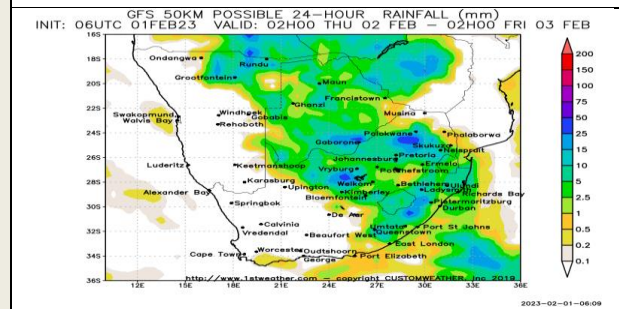 GFS 50KM POSSIBLE 24-HOUR RAINFALL (mm)
INIT: 06UTC 01FEB23 VALID: 02H00 THU 02 FEB - 02H00 FRI 03 FEB
16S
18S
20S
22S
24S
26S
28S
30S
32S
34S
36S
Ondangwa
Rundu
Grootfontein
Maun
Ghanzi
Francistown
Windhoek
Gobabis
Swakopmund
Walvis Bay
Rehoboth
Musina
Polokwane
Phalaborwa
Gaborone
Skukuza
Nelspruit
Pretoria
Johannesburg
Ermelo
Luderitz
Keetmanshoop
Vryburg
Potchefstroom
Karasburg
Upington
Welkom
Bethlehem
Ulundi
Alexander Bay
Kimberley
Ladysmith
Richards Bay
Bloemfontein
Springbok
Pietermaritzburg
Durban
De Aar
Calvinia
Umtata
Port St Johns
Vredendal
Beaufort West
Queenstown
East London
Worcester
Oudtshoorn
Cape Town
George
Port Elizabeth
http://www.1stweather.com - copyright CUSTOMWEATHER, inc 2019
12E 15E 18E 21E 24E 27E 30E 33E 36E
200
150
100
75
50
25
15
10
5
2.5
1
0.5
0.2
0.1
2023-02-01-06:09